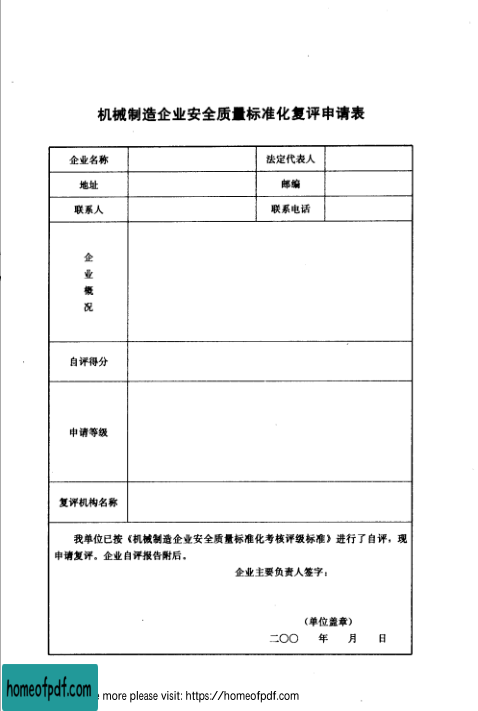 机械制造企业安全质量标准化复评申请表
企业名称 法定代表人
地址 邮编
联系人 联系电话
企
业
概
况
自评得分
申请等级
复评机构名称
我单位已按《机械制造企业安全质量标准化考核评级标准》进行了自评，现
申请复评。企业自评报告附后。
企业主要负责人签字：
（单位盖章）
二〇〇 年 月 日
homeofpdf.com
more please visit: https://homeofpdf.com